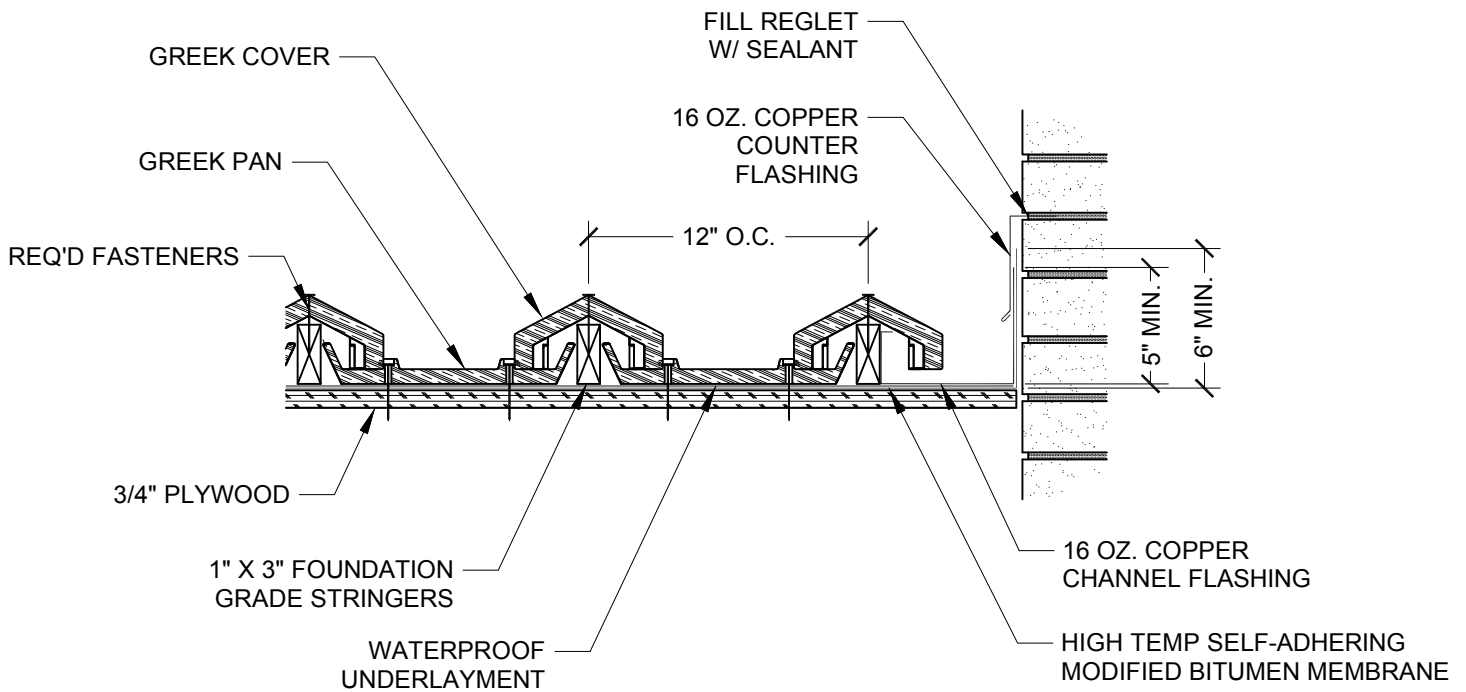 FILL REGLET
W/ SEALANT
GREEK COVER
16 OZ. COPPER
COUNTER
FLASHING
GREEK PAN
12" O.C.
REQ'D FASTENERS
5" MIN.
6" MIN.
3/4" PLYWOOD
1" X 3" FOUNDATION
GRADE STRINGERS
16 OZ. COPPER
CHANNEL FLASHING
WATERPROOF
UNDERLAYMENT
HIGH TEMP SELF-ADHERING
MODIFIED BITUMEN MEMBRANE